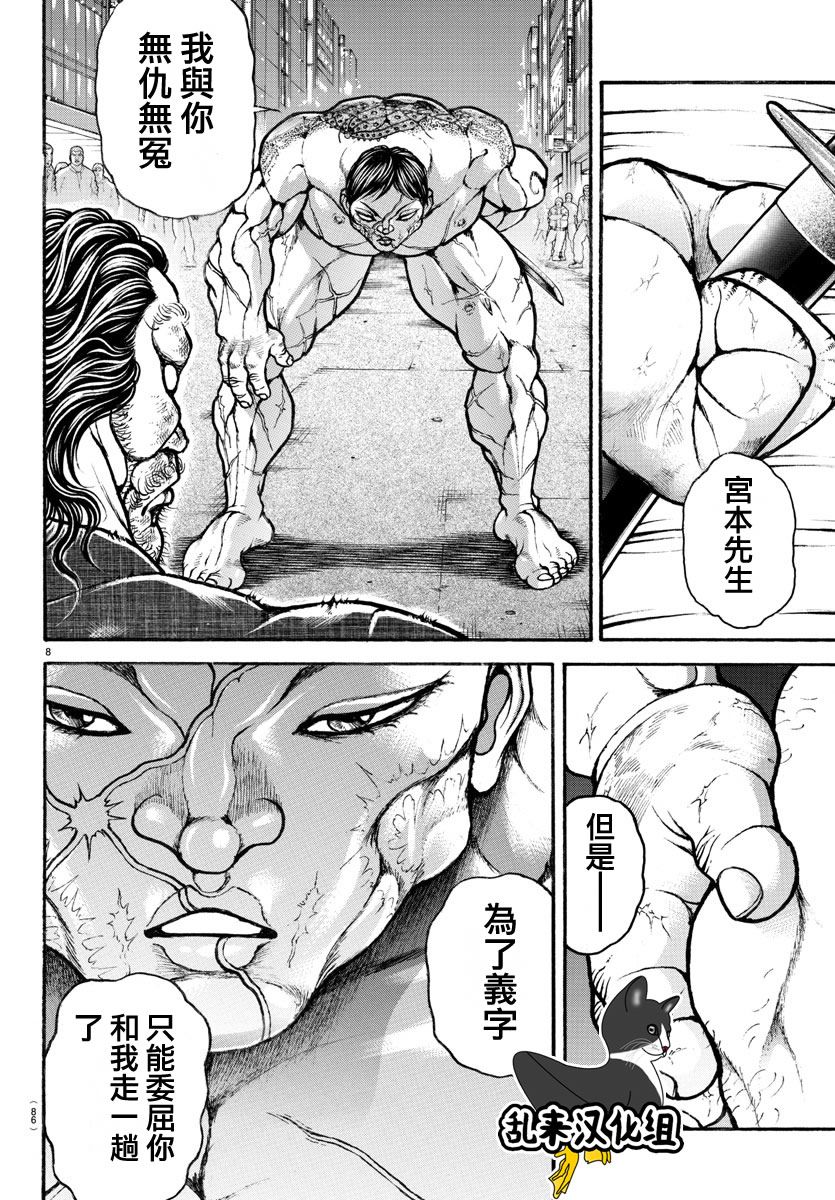 宮本先生
我與你
無仇無冤
但是——
為了義字
只能委屈你
和我走一趟
了
8
(86)
乱来汉化组